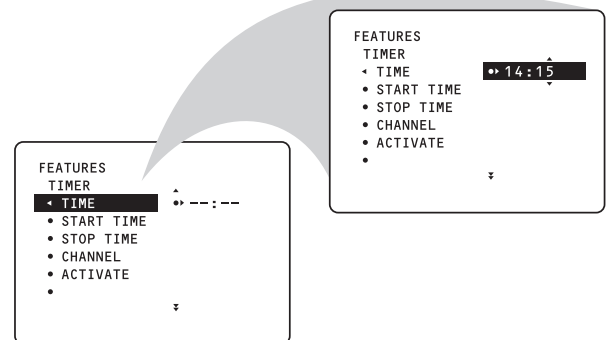 FEATURES
TIMER
TIME --:--
START TIME
STOP TIME
CHANNEL
ACTIVATE
FEATURES
TIMER
TIME 14:15
START TIME
STOP TIME
CHANNEL
ACTIVATE